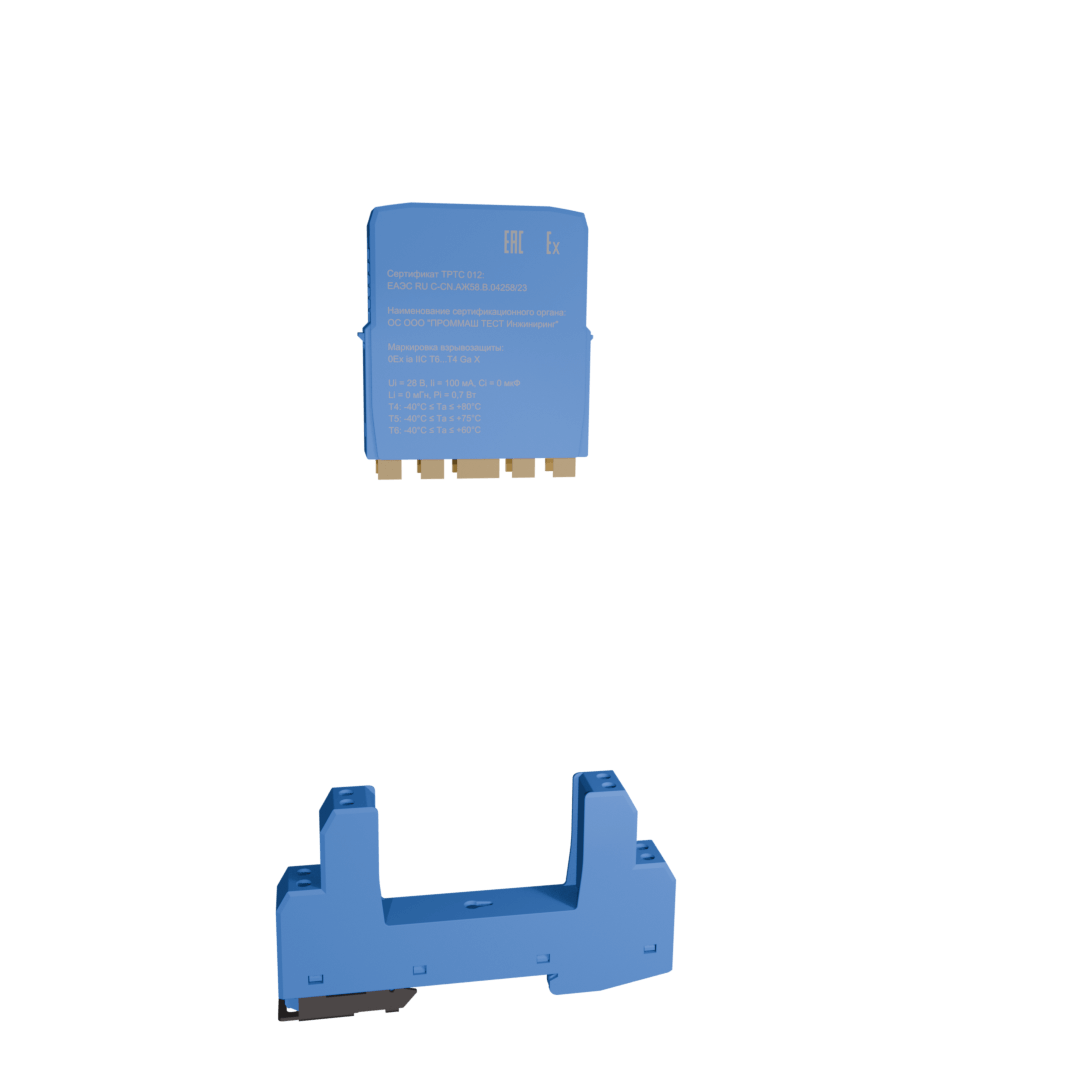 EAC Ex
Сертификат ТРТС 012:
ЕАЭС RU C-CN.АЖ58.В.04258/23
Наименование сертификационного органа:
ОС ООО "ПРОММАШ ТЕСТ Инжиниринг"
Маркировка взрывозащиты:
0Ex ia IIC T6...T4 Ga X
Ui = 28 В, Ii = 100 мА, Ci = 0 мкФ
Li = 0 мГн, Pi = 0,7 Вт
T4: -40°C ≤ Ta ≤ +80°C
T5: -40°C ≤ Ta ≤ +75°C
T6: -40°C ≤ Ta ≤ +60°C